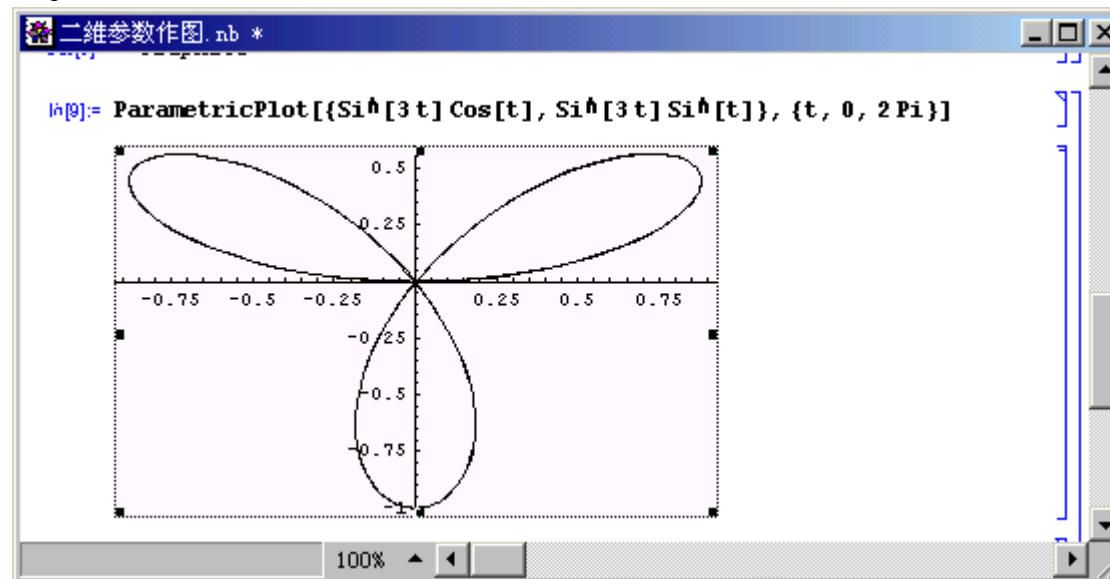 二维参数作图.nb *
In[9]:= ParametricPlot[{Sin[3 t] Cos[t], Sin[3 t] Sin[t]}, {t, 0, 2 Pi}]
0.5
0.25
-0.75 -0.5 -0.25 0.25 0.5 0.75
-0.25
-0.5
-0.75
-1
100%